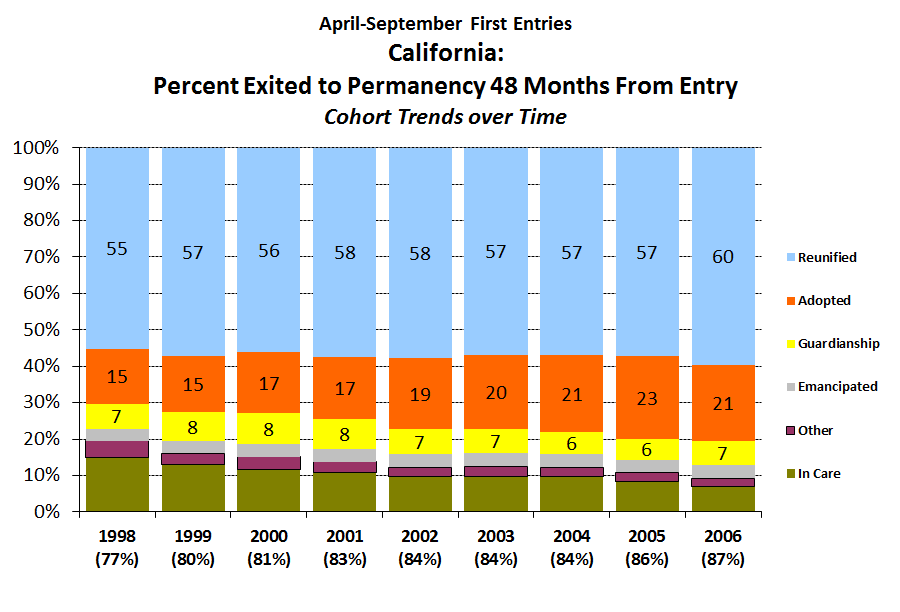 April-September First Entries
California:
Percent Exited to Permancy 48 Months From Entry
Cohort Trends over Time
100%
90%
80%
70%
60%
50%
40%
30%
20%
10%
0%
55 57 56 58 58 57 57 57 60
15 15 17 17 19 20 21 23 21
7 8 8 8 7 7 6 6 7
1998 1999 2000 2001 2002 2003 2004 2005 2006
(77%) (80%) (81%) (83%) (84%) (84%) (84%) (86%) (87%)
Reunified
Adopted
Guardianship
Emancipated
Other
In Care